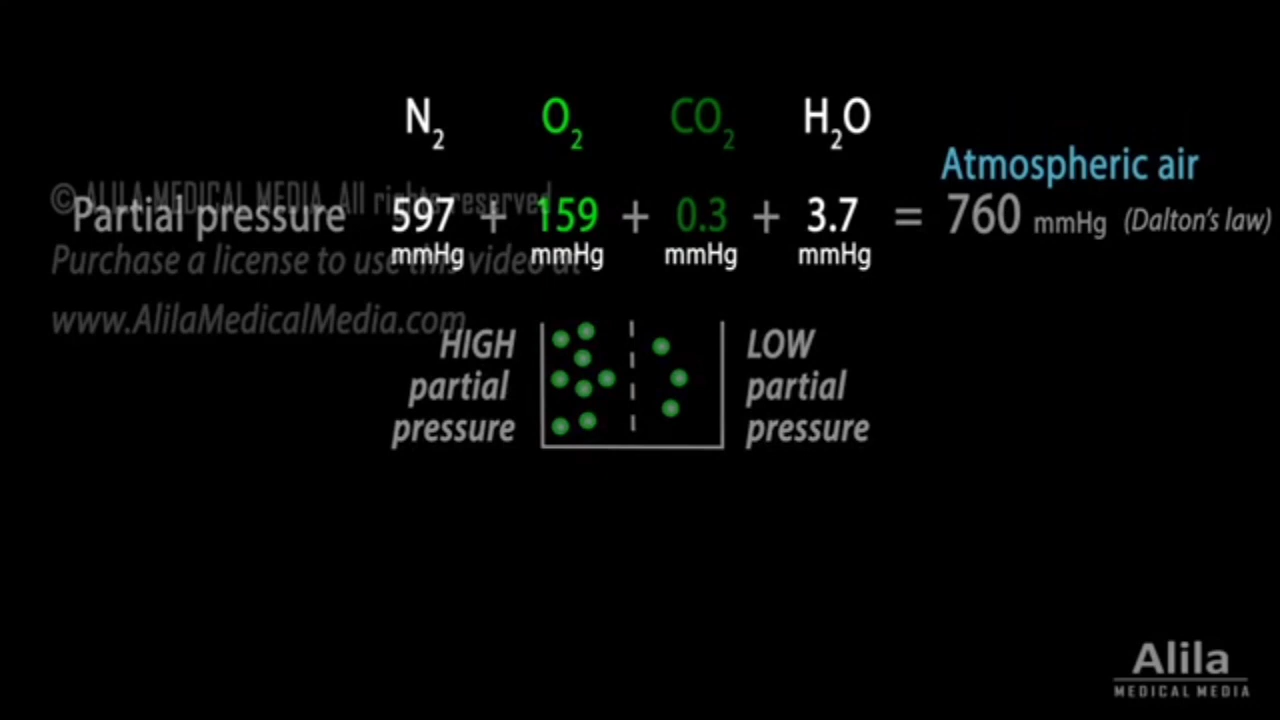 N₂ O₂ CO₂ H₂O
Atmospheric air
© ALILA MEDICAL MEDIA. All rights reserved.
Partial pressure 597 + 159 + 0.3 + 3.7 = 760 mmHg (Dalton's law)
mmHg mmHg mmHg mmHg
Purchase a license to use this video at
www.AlilaMedicalMedia.com
HIGH
partial
pressure
LOW
partial
pressure
Alila
MEDICAL MEDIA